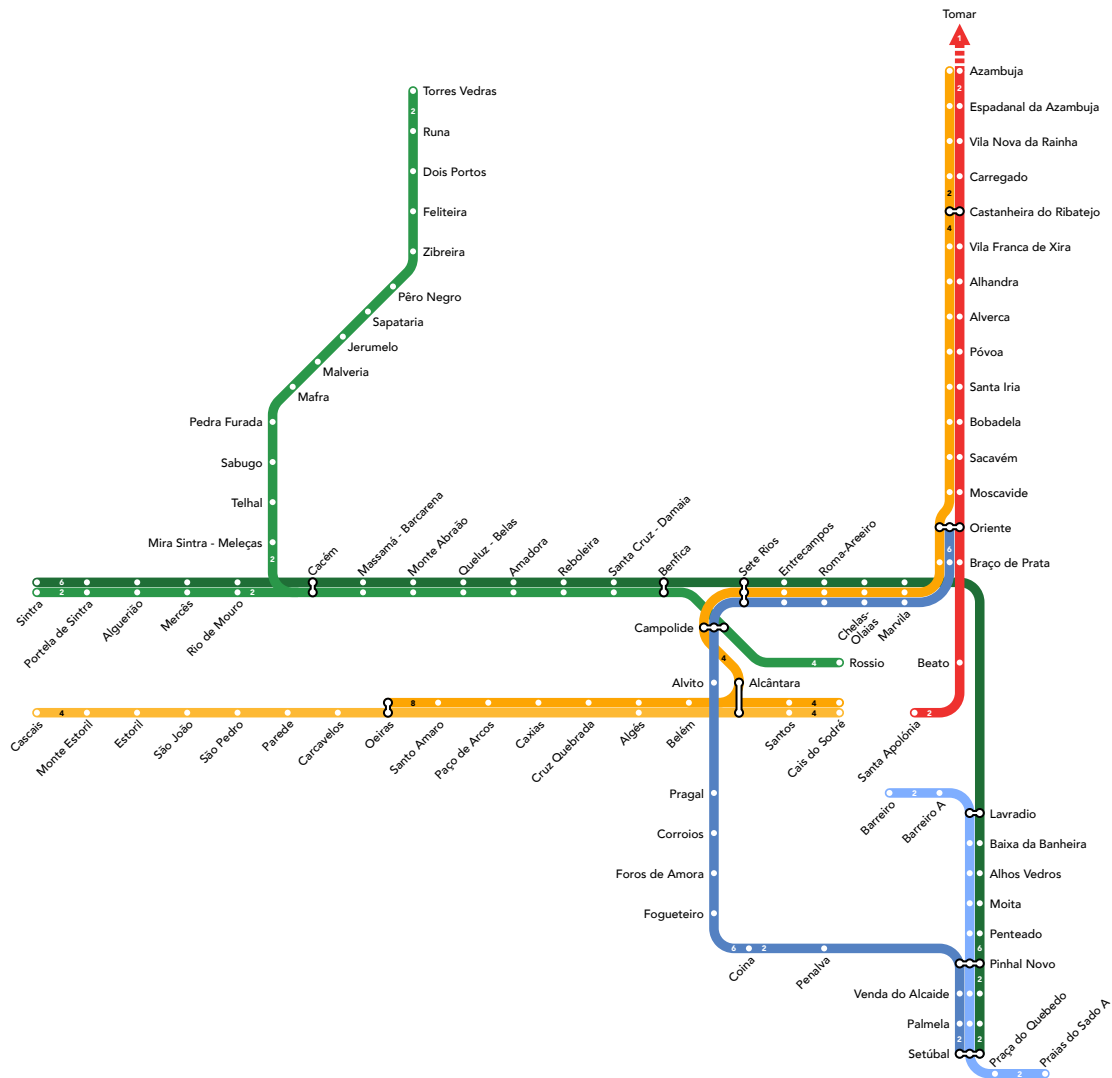 Tomar
1
Azambuja
2
Espadanal da Azambuja
Vila Nova da Rainha
Carregado
2
Castanheira do Ribatejo
4
Vila Franca de Xira
Alhandra
Alverca
Póvoa
Santa Iria
Bobadela
Sacavém
Moscavide
Oriente
6
Braço de Prata
Torres Vedras
2
Runa
Dois Portos
Feliteira
Zibreira
Pêro Negro
Sapataria
Jerumelo
Malveria
Mafra
Pedra Furada
Sabugo
Telhal
Mira Sintra - Meleças
2
6
2
2
Sintra
Portela de Sintra
Alguerião
Mercês
Rio de Mouro
Cacém
Massamá - Barcarena
Monte Abraão
Queluz - Belas
Amadora
Reboleira
Santa Cruz - Damaia
Benfica
Sete Rios
Entrecampos
Roma-Areeiro
Chelas-
Olaias
Marvila
Campolide
4
4
Rossio
Beato
2
Santa Apolónia
Alvito
Alcântara
8
4
4
4
Cascais
Monte Estoril
Estoril
São João
São Pedro
Parede
Carcavelos
Oeiras
Santo Amaro
Paço de Arcos
Caxias
Cruz Quebrada
Algés
Belém
Santos
Cais do Sodré
Pragal
Corroios
Foros de Amora
Fogueteiro
6
2
Coina
Penalva
2
Barreiro
Barreiro A
Lavradio
Baixa da Banheira
Alhos Vedros
Moita
Penteado
6
Pinhal Novo
2
Venda do Alcaide
Palmela
2
2
Setúbal
Praça do Quebedo
Praias do Sado A
2